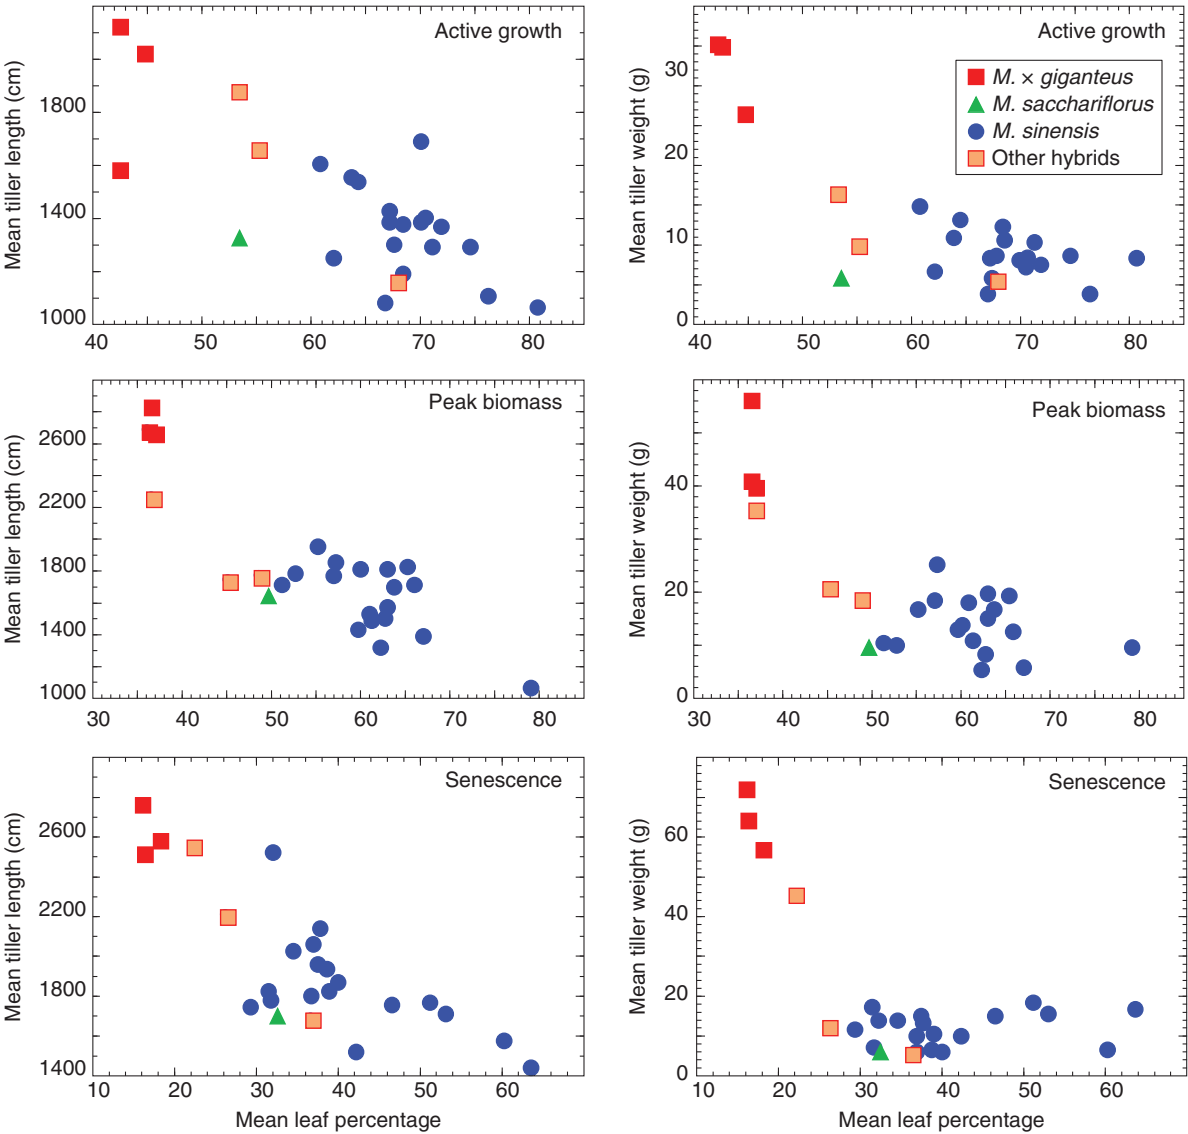 Active growth
Mean tiller length (cm)
1800
1400
1000
40 50 60 70 80
Active growth
Mean tiller weight (g)
30
20
10
0
40 50 60 70 80
M. × giganteus
M. sacchariflorus
M. sinensis
Other hybrids
Peak biomass
Mean tiller length (cm)
2600
2200
1800
1400
1000
30 40 50 60 70 80
Peak biomass
Mean tiller weight (g)
40
20
0
30 40 50 60 70 80
Senescence
Mean tiller length (cm)
2600
2200
1800
1400
10 20 30 40 50 60
Mean leaf percentage
Senescence
Mean tiller weight (g)
60
40
20
0
10 20 30 40 50 60
Mean leaf percentage